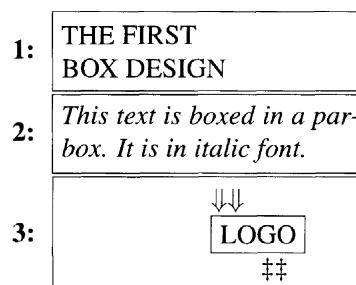 1: THE FIRST
BOX DESIGN
2: This text is boxed in a par-
box. It is in italic font.
⇓⇓
3: LOGO
‡‡